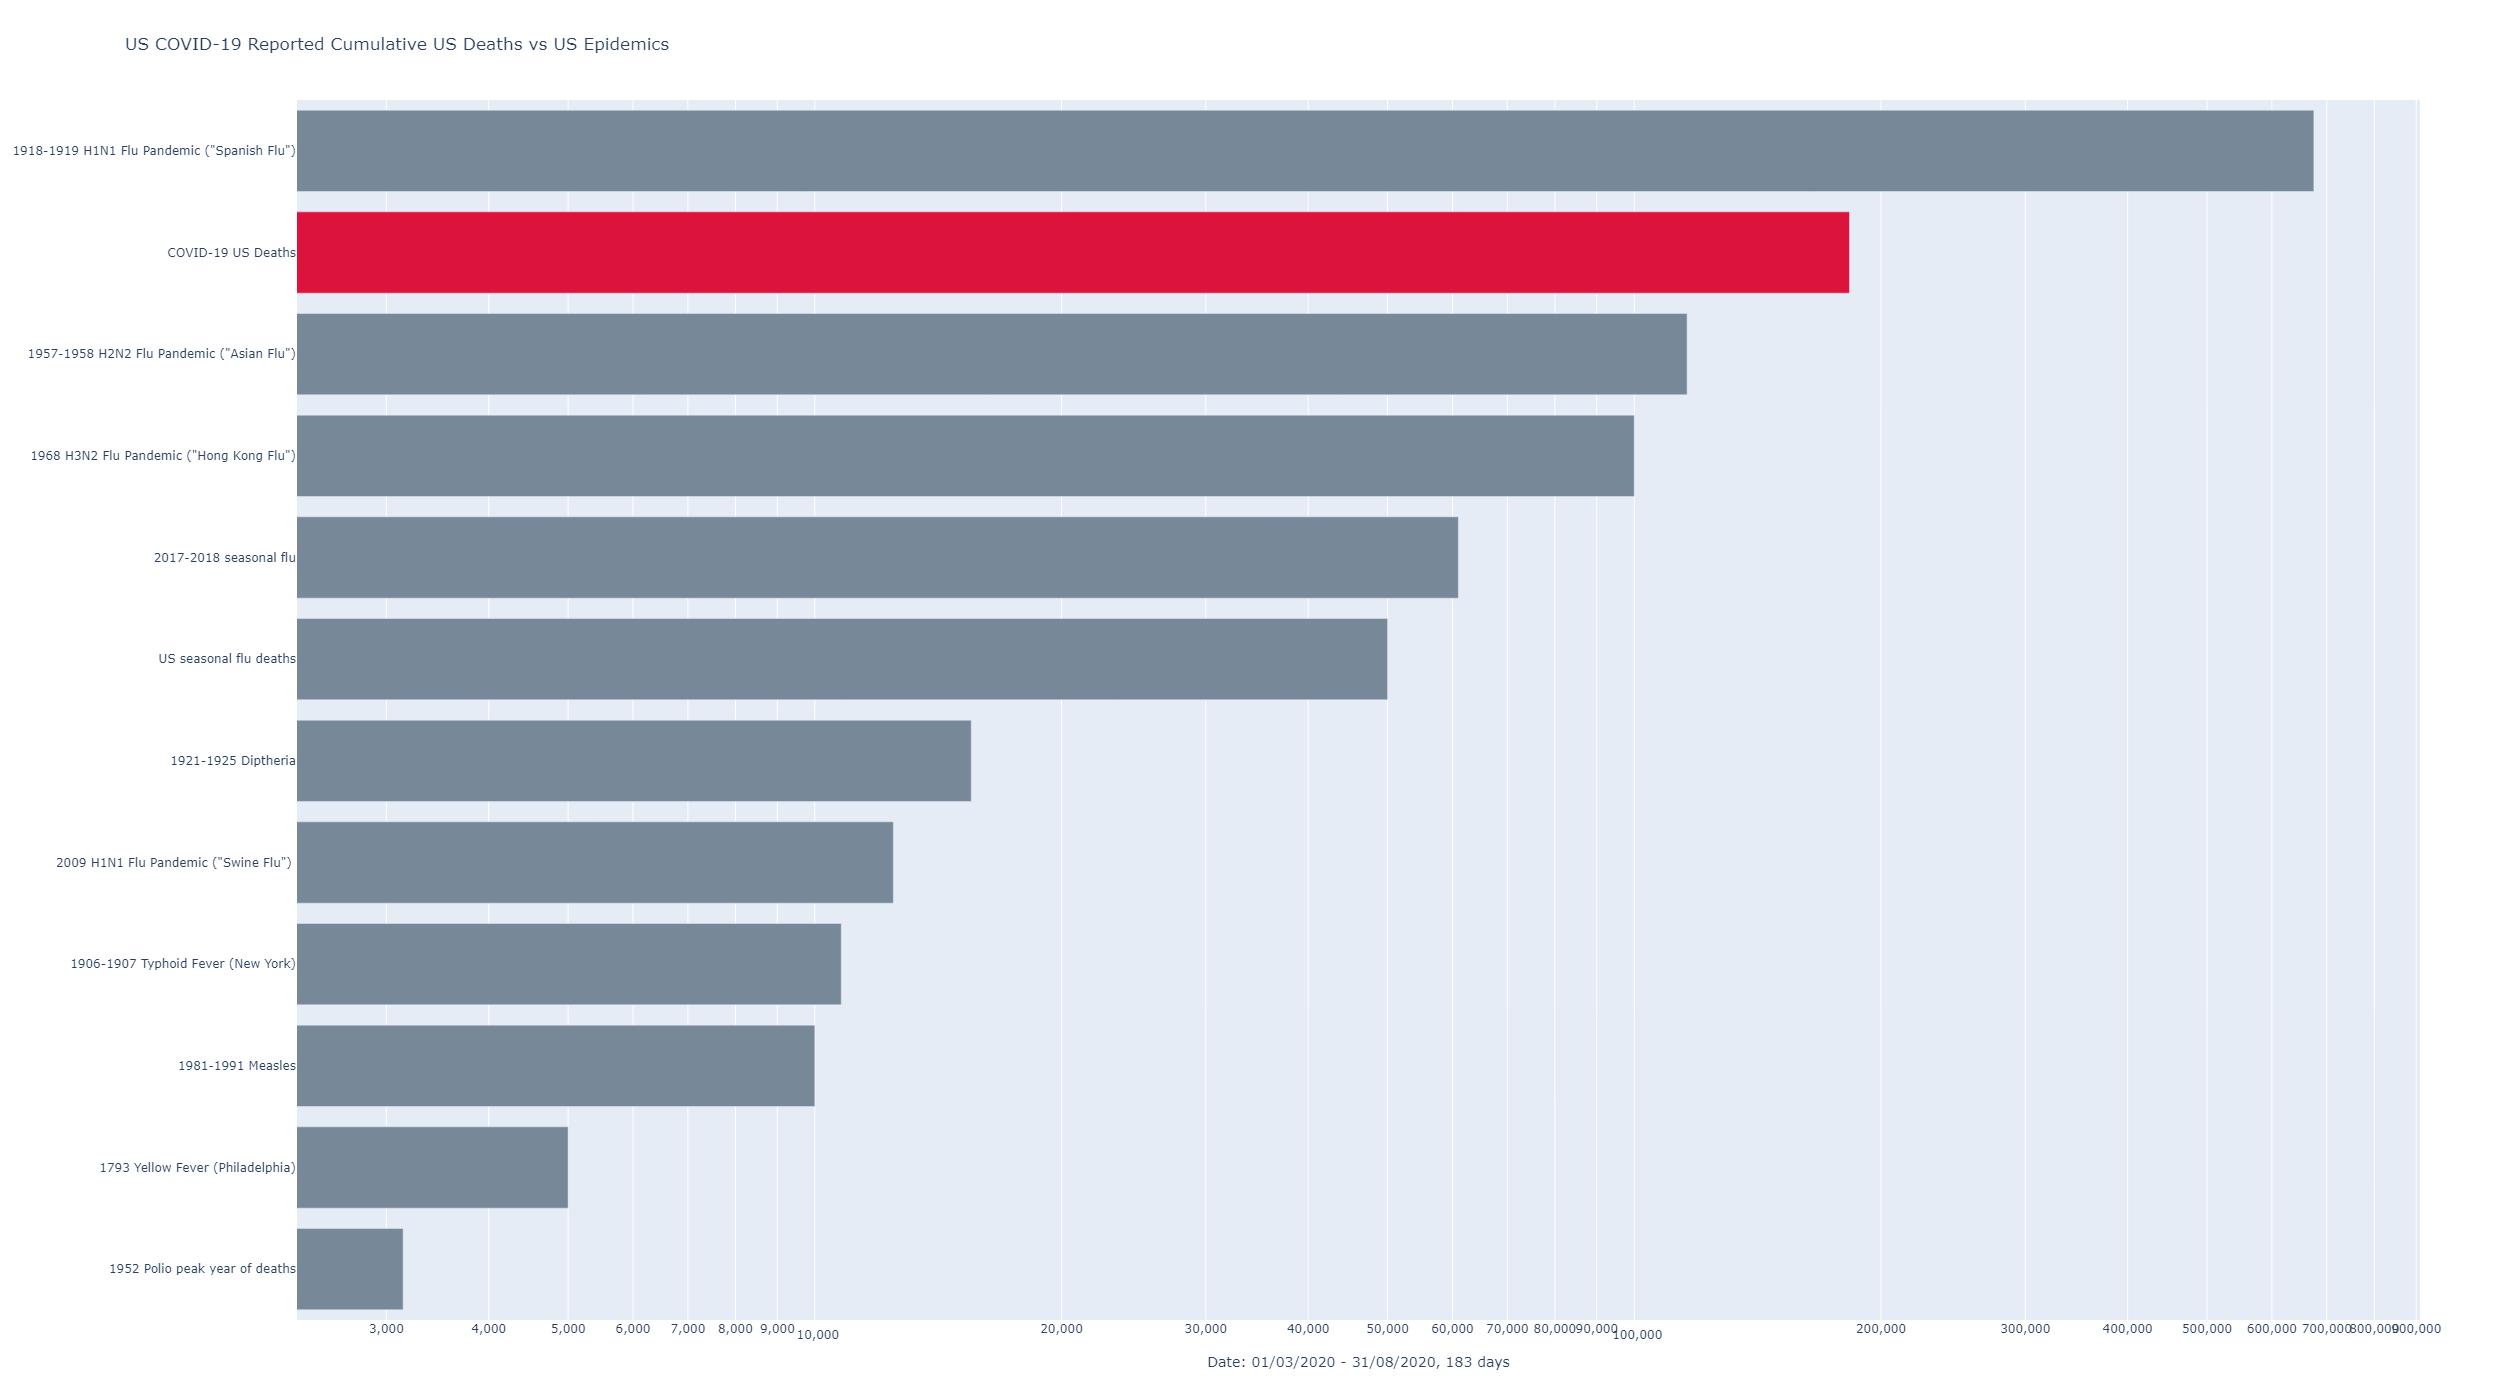 US COVID-19 Reported Cumulative US Deaths vs US Epidemics
1918-1919 H1N1 Flu Pandemic ("Spanish Flu")
COVID-19 US Deaths
1957-1958 H2N2 Flu Pandemic ("Asian Flu")
1968 H3N2 Flu Pandemic ("Hong Kong Flu")
2017-2018 seasonal flu
US seasonal flu deaths
1921-1925 Diptheria
2009 H1N1 Flu Pandemic ("Swine Flu")
1906-1907 Typhoid Fever (New York)
1981-1991 Measles
1793 Yellow Fever (Philadelphia)
1952 Polio peak year of deaths
3,000 4,000 5,000 6,000 7,000 8,000 9,000 10,000 20,000 30,000 40,000 50,000 60,000 70,000 80,000 90,000 100,000 200,000 300,000 400,000 500,000 600,000 700,000 800,000 900,000
Date: 01/03/2020 - 31/08/2020, 183 days